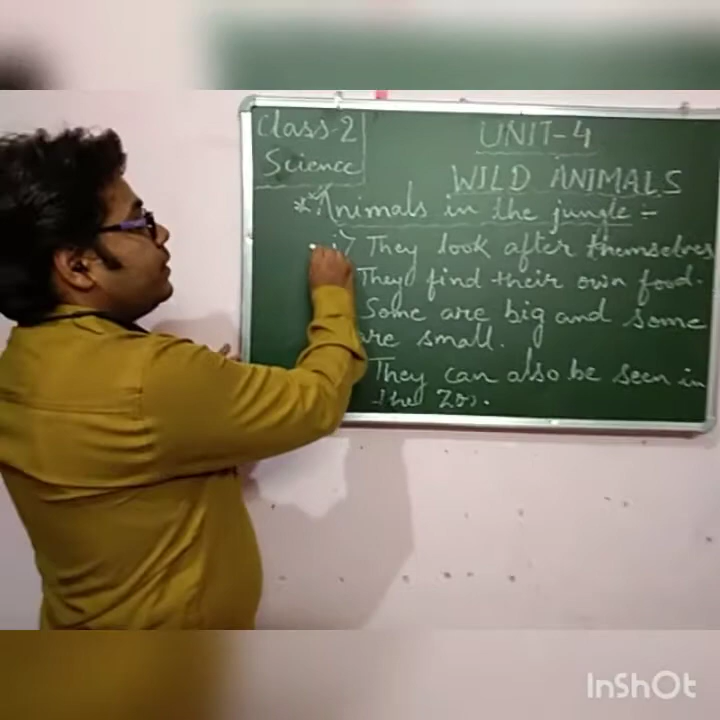 Class-2
Science
UNIT-4
WILD ANIMALS
* Animals in the jungle :-
i) They look after themselves
They find their own food.
Some are big and some
are small.
They can also be seen in
the Zoo.
InShOt